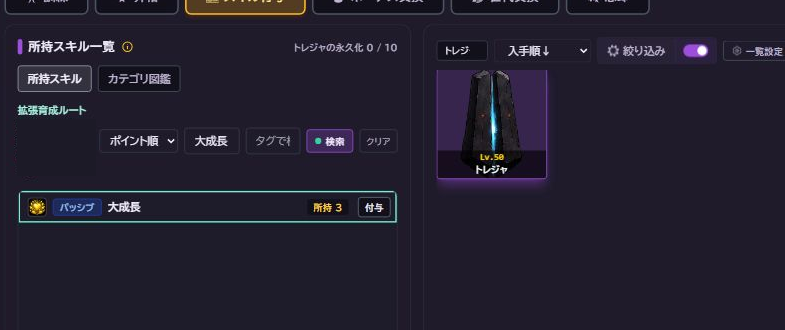 所持スキル一覧
トレジャの永久化 0 / 10
所持スキル
カテゴリ図鑑
拡張育成ルート
ポイント順
大成長
タグで検
検索
クリア
パッシブ
大成長
所持 3
付与
トレジ
入手順↓
絞り込み
一覧設定
Lv.50
トレジャ